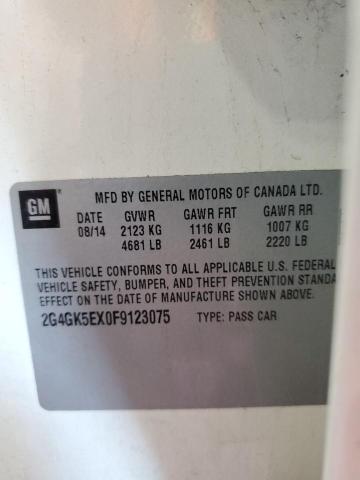 GM
MFD BY GENERAL MOTORS OF CANADA LTD.
DATE GVWR GAWR FRT GAWR RR
08/14 2123 KG 1116 KG 1007 KG
4681 LB 2461 LB 2220 LB
THIS VEHICLE CONFORMS TO ALL APPLICABLE U.S. FEDERAL
VEHICLE SAFETY, BUMPER, AND THEFT PREVENTION STANDA
EFFECT ON THE DATE OF MANUFACTURE SHOWN ABOVE.
2G4GK5EX0F9123075 TYPE: PASS CAR